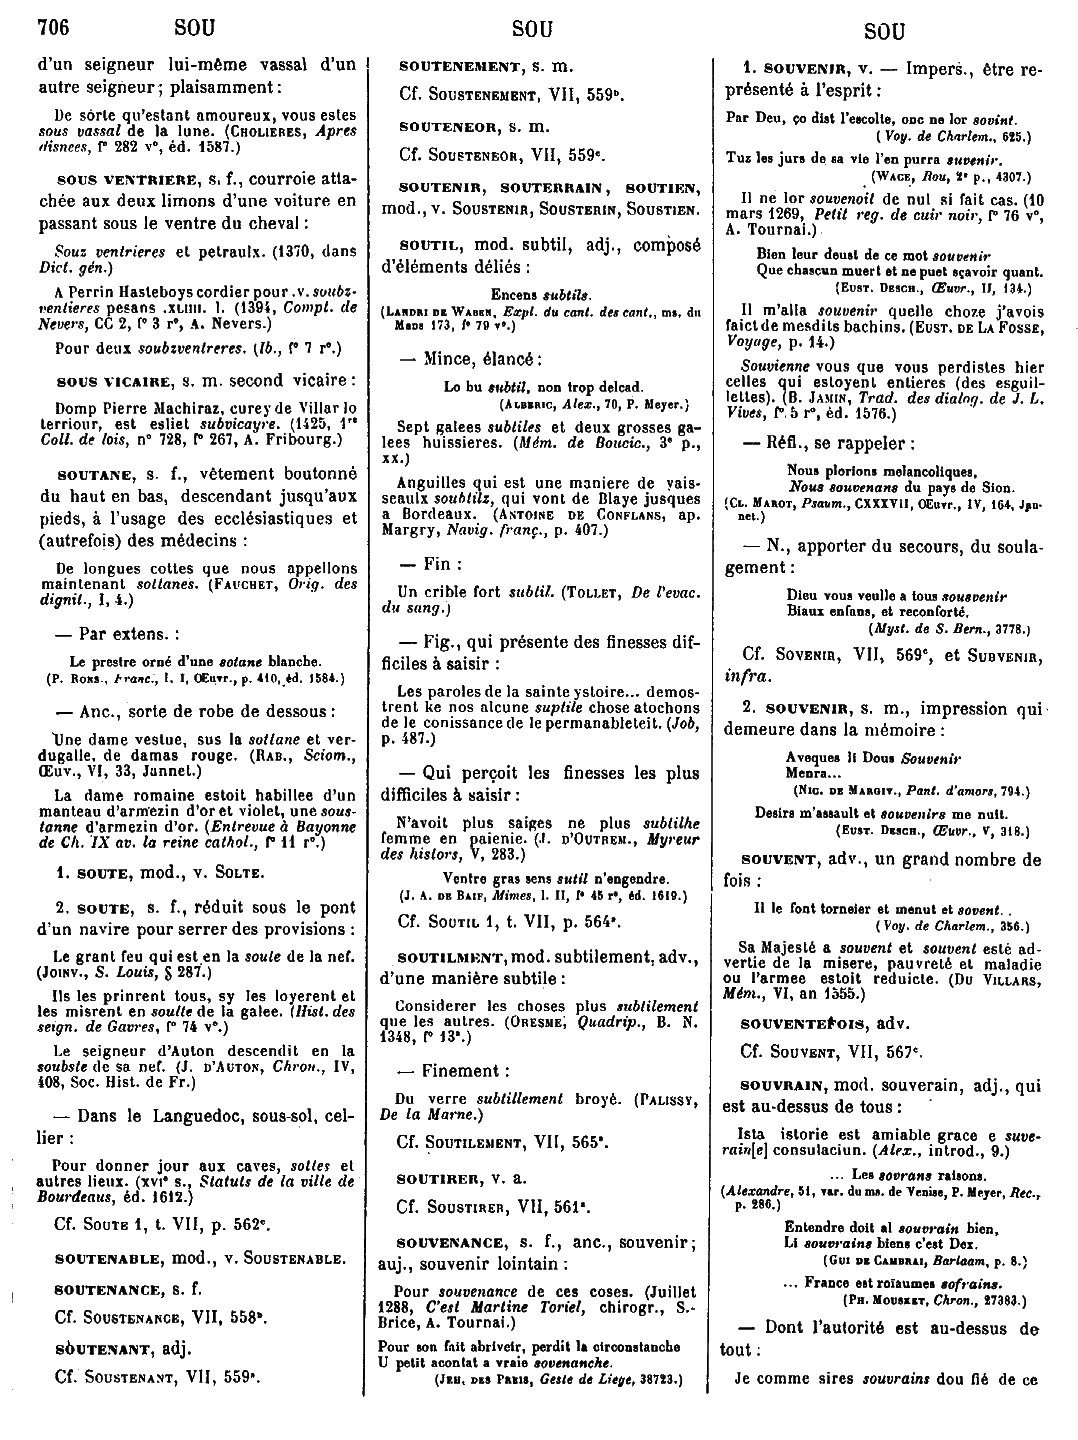 706 SOU
SOU
SOU
d'un seigneur lui-même vassal d'un
autre seigneur; plaisamment:
De sorte qu'estant amoureux, vous estes
sous vassal de la lune. (CHOLIERES, Apres
disnees, f° 282 v°, éd. 1587.)
SOUS VENTRIERE, s. f., courroie atta-
chée aux deux limons d'une voiture en
passant sous le ventre du cheval :
Souz ventrieres et petraulx. (1370, dans
Dict. gén.)
A Perrin Hasteboys cordier pour .v. soubz-
ventieres pesans .XLIIII. l. (1394, Compt. de
Nevers, CC 2, f° 3 r°, A. Nevers.)
Pour deux soubzventreres. (Ib., f° 7 r°.)
SOUS VICAIRE, s. m. second vicaire :
Domp Pierre Machiraz, curey de Villar lo
terriour, est esliet subvicayre. (1425, 1re
Coll. de lois, n° 728, f° 267, A. Fribourg.)
SOUTANE, s. f., vêtement boutonné
du haut en bas, descendant jusqu'aux
pieds, à l'usage des ecclésiastiques et
(autrefois) des médecins :
De longues cottes que nous appellons
maintenant sottanes. (FAUCHET, Orig. des
dignit., I, 4.)
— Par extens. :
Le prestre orné d'une sotane blanche.
(P. RONS., Franc., l. I, Œuvr., p. 410, éd. 1584.)
— Anc., sorte de robe de dessous :
Une dame vestue, sus la sottane et ver-
dugalle, de damas rouge. (RAB., Sciom.,
Œuv., VI, 33, Jannet.)
La dame romaine estoit habillee d'un
manteau d'armezin d'or et violet, une sous-
tanne d'armezin d'or. (Entrevue à Bayonne
de Ch. IX av. la reine cathol., f° 11 r°.)
1. SOUTE, mod., v. SOLTE.
2. SOUTE, s. f., réduit sous le pont
d'un navire pour serrer des provisions :
Le grant feu qui est en la soute de la nef.
(JOINV., S. Louis, § 287.)
Ils les prinrent tous, sy les loyerent et
les misrent en soulte de la galee. (Hist. des
seign. de Gavres, f° 74 v°.)
Le seigneur d'Auton descendit en la
soubste de sa nef. (J. D'AUTON, Chron., IV,
408, Soc. Hist. de Fr.)
— Dans le Languedoc, sous-sol, cel-
lier :
Pour donner jour aux caves, sottes et
autres lieux. (XVIe s., Statuts de la ville de
Bourdeaus, éd. 1612.)
Cf. SOUTE 1, t. VII, p. 562c.
SOUTENABLE, mod., v. SOUSTENABLE.
SOUTENANCE, s. f.
Cf. SOUSTENANCE, VII, 558b.
SOUTENANT, adj.
Cf. SOUSTENANT, VII, 559a.
SOUTENEMENT, s. m.
Cf. SOUSTENEMENT, VII, 559b.
SOUTENEOR, s. m.
Cf. SOUSTENEOR, VII, 559c.
SOUTENIR, SOUTERRAIN, SOUTIEN,
mod., v. SOUSTENIR, SOUSTERIN, SOUSTIEN.
SOUTIL, mod. subtil, adj., composé
d'éléments déliés :
Encens subtils.
(LANDRI DE WABEN, Expl. du cant. des cant., ms. du
Mans 173, f° 79 v°.)
— Mince, élancé :
Lo bu subtil, non trop delcad.
(ALBERIC, Alex., 70, P. Meyer.)
Sept galees subtiles et deux grosses ga-
lees huissieres. (Mém. de Boucic., 3e p.,
XX.)
Anguilles qui est une maniere de vais-
seaulx soubtilz, qui vont de Blaye jusques
a Bordeaux. (ANTOINE DE CONFLANS, ap.
Margry, Navig. franç., p. 407.)
— Fin :
Un crible fort subtil. (TOLLET, De l'evac.
du sang.)
— Fig., qui présente des finesses dif-
ficiles à saisir :
Les paroles de la sainte ystoire... demos-
trent ke nos alcune suptile chose atochons
de le conissance de le permanableteit. (Job,
p. 487.)
— Qui perçoit les finesses les plus
difficiles à saisir :
N'avoit plus saiges ne plus subtilhe
femme en paienie. (J. D'OUTREM., Myreur
des histors, V, 283.)
Ventre gras sens sutil n'engendre.
(J. A. DE BAIF, Mimes, l. II, f° 45 r°, éd. 1619.)
Cf. SOUTIL 1, t. VII, p. 564a.
SOUTILMENT, mod. subtilement, adv.,
d'une manière subtile :
Considerer les choses plus subtilement
que les autres. (ORESME, Quadrip., B. N.
1348, f° 13a.)
— Finement :
Du verre subtillement broyé. (PALISSY,
De la Marne.)
Cf. SOUTILEMENT, VII, 565a.
SOUTIRER, v. a.
Cf. SOUSTIRER, VII, 561a.
SOUVENANCE, s. f., anc., souvenir;
auj., souvenir lointain :
Pour souvenance de ces coses. (Juillet
1288, C'est Martine Toriel, chirogr., S.-
Brice, A. Tournai.)
Pour son fait abriveir, perdit la circonstanche
U petit acontat a vraie sovenanche.
(JEH. DES PREIS, Geste de Liege, 38723.)
1. SOUVENIR, v. — Impers., être re-
présenté à l'esprit :
Par Deu, ço dist l'escolte, onc ne lor sovint.
(Voy. de Charlem., 625.)
Tuz les jurs de sa vie l'en purra suvenir.
(WACE, Rou, 2e p., 4307.)
Il ne lor souvenoit de nul si fait cas. (10
mars 1269, Petit reg. de cuir noir, f° 76 v°,
A. Tournai.)
Bien leur deust de ce mot souvenir
Que chascun muert et ne puet sçavoir quant.
(EUST. DESCH., Œuvr., II, 134.)
Il m'alla souvenir quelle choze j'avois
faict de mesdits bachins. (EUST. DE LA FOSSE,
Voyage, p. 14.)
Souvienne vous que vous perdistes hier
celles qui estoyent entieres (des esguil-
lettes). (B. JAMIN, Trad. des dialog. de J. L.
Vives, f° 5 r°, éd. 1576.)
— Réfl., se rappeler :
Nous plorions melancoliques,
Nous souvenans du pays de Sion.
(CL. MAROT, Psaum., CXXXVII, OEuvr., IV, 164, Jan-
net.)
— N., apporter du secours, du soula-
gement :
Dieu vous veulle a tous sousvenir
Biaux enfans, et reconforté.
(Myst. de S. Bern., 3778.)
Cf. SOVENIR, VII, 569c, et SUBVENIR,
infra.
2. SOUVENIR, s. m., impression qui
demeure dans la mémoire :
Aveques li Dous Souvenir
Menra...
(NIC. DE MARGIV., Pant. d'amors, 794.)
Desirs m'assault et souvenirs me nuit.
(EUST. DESCH., Œuvr., V, 318.)
SOUVENT, adv., un grand nombre de
fois :
Il le font torneier et menut et sovent. .
(Voy. de Charlem., 356.)
Sa Majesté a souvent et souvent esté ad-
vertie de la misere, pauvreté et maladie
ou l'armee estoit reduicte. (DU VILLARS,
Mém., VI, an 1555.)
SOUVENTEFOIS, adv.
Cf. SOUVENT, VII, 567c.
SOUVRAIN, mod. souverain, adj., qui
est au-dessus de tous :
Ista istorie est amiable grace e suve-
rain[e] consulaciun. (Alex., introd., 9.)
... Les sovrans raisons.
(Alexandre, 51, var. du ms. de Venise, P. Meyer, Rec.,
p. 286.)
Entendre doit al souvrain bien,
Li souvrains biens c'est Dex.
(GUI DE CAMBRAI, Barlaam, p. 8.)
... France est roïaumes sofrains.
(PH. MOUSKET, Chron., 27383.)
— Dont l'autorité est au-dessus de
tout :
Je comme sires souvrains dou fié de ce